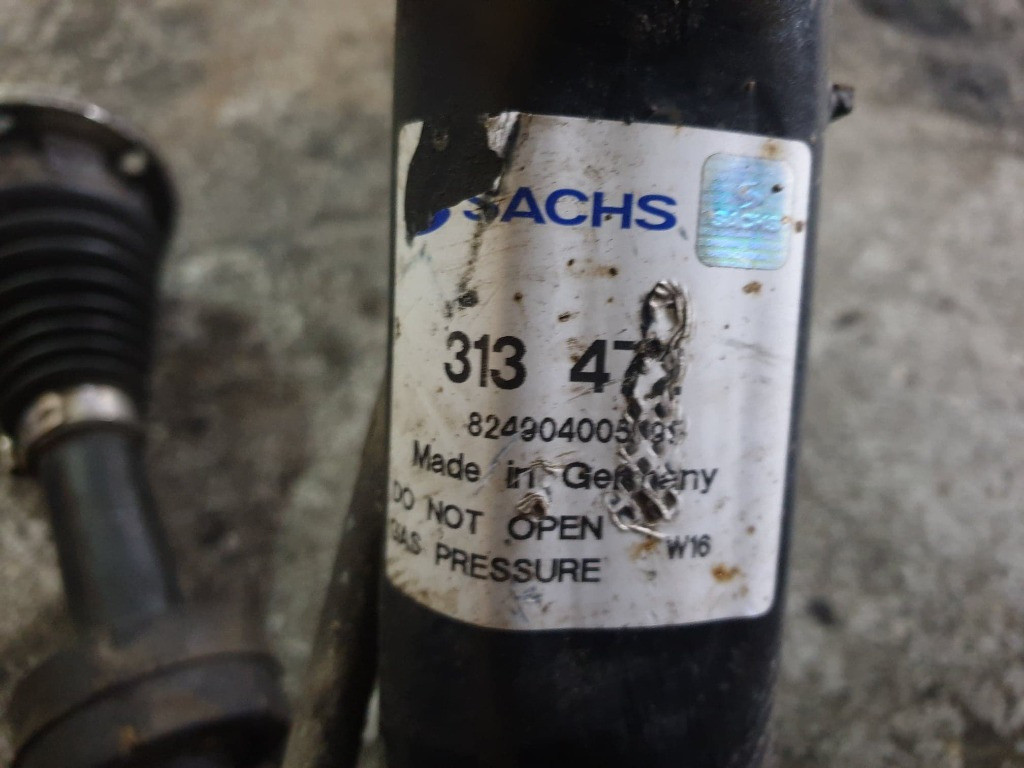 SACHS
313
Made in Germany
DO NOT OPEN
GAS PRESSURE
W16